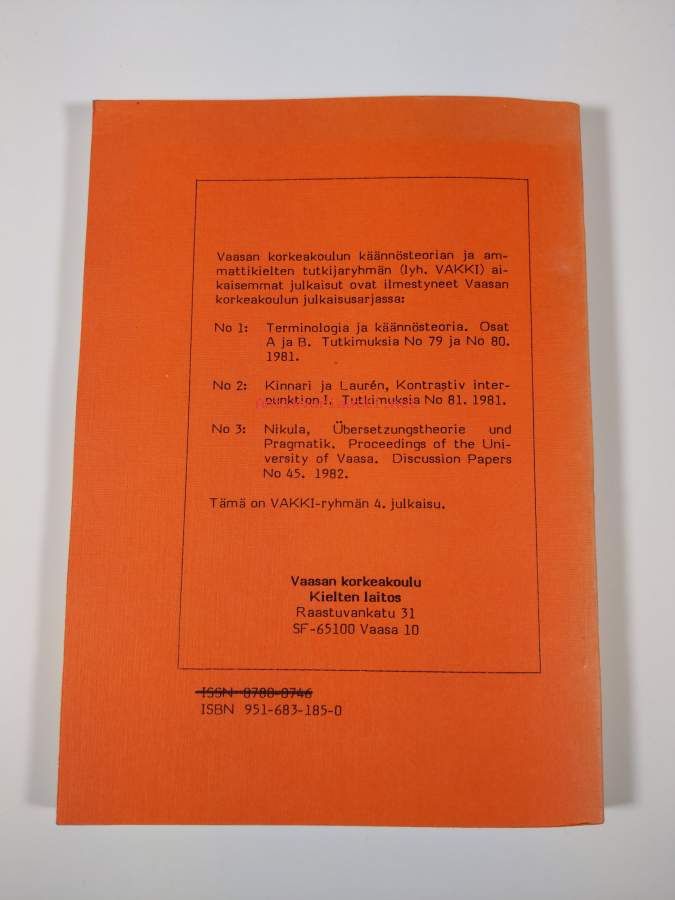 Vaasan korkeakoulun käännösteorian ja am-
mattikielten tutkijaryhmän (lyh. VAKKI) ai-
kaisemmat julkaisut ovat ilmestyneet Vaasan
korkeakoulun julkaisusarjassa:
No 1: Terminologia ja käännösteoria. Osat
A ja B. Tutkimuksia No 79 ja No 80.
1981.
No 2: Kinnari ja Laurén, Kontrastiv inter-
punktion I. Tutkimuksia No 81. 1981.
No 3: Nikula, Übersetzungstheorie und
Pragmatik. Proceedings of the Uni-
versity of Vaasa. Discussion Papers
No 45. 1982.
Tämä on VAKKI-ryhmän 4. julkaisu.
Vaasan korkeakoulu
Kielten laitos
Raastuvankatu 31
SF-65100 Vaasa 10
ISSN 0788-0746
ISBN 951-683-185-0